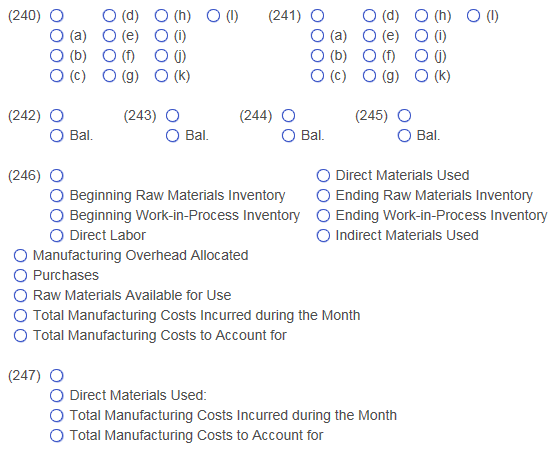 (240) (d) (h) (l) (241) (d) (h) (l)
(a) (e) (i) (a) (e) (i)
(b) (f) (j) (b) (f) (j)
(c) (g) (k) (c) (g) (k)
(242) (243) (244) (245)
Bal. Bal. Bal. Bal.
(246) Direct Materials Used
Beginning Raw Materials Inventory Ending Raw Materials Inventory
Beginning Work-in-Process Inventory Ending Work-in-Process Inventory
Direct Labor Indirect Materials Used
Manufacturing Overhead Allocated
Purchases
Raw Materials Available for Use
Total Manufacturing Costs Incurred during the Month
Total Manufacturing Costs to Account for
(247)
Direct Materials Used:
Total Manufacturing Costs Incurred during the Month
Total Manufacturing Costs to Account for